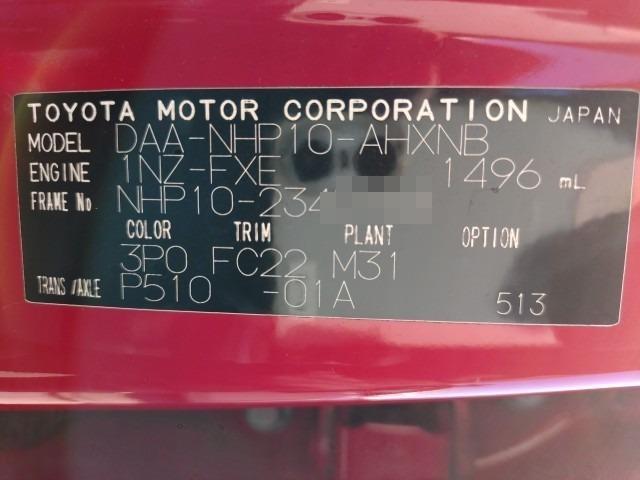 TOYOTA MOTOR CORPORATION JAPAN
MODEL DAA-NHP10-AHXNB
ENGINE 1NZ-FXE 1496 mL
FRAME No. NHP10-234
COLOR TRIM PLANT OPTION
3P0 FC22 M31
TRANS/AXLE P510 -01A 513